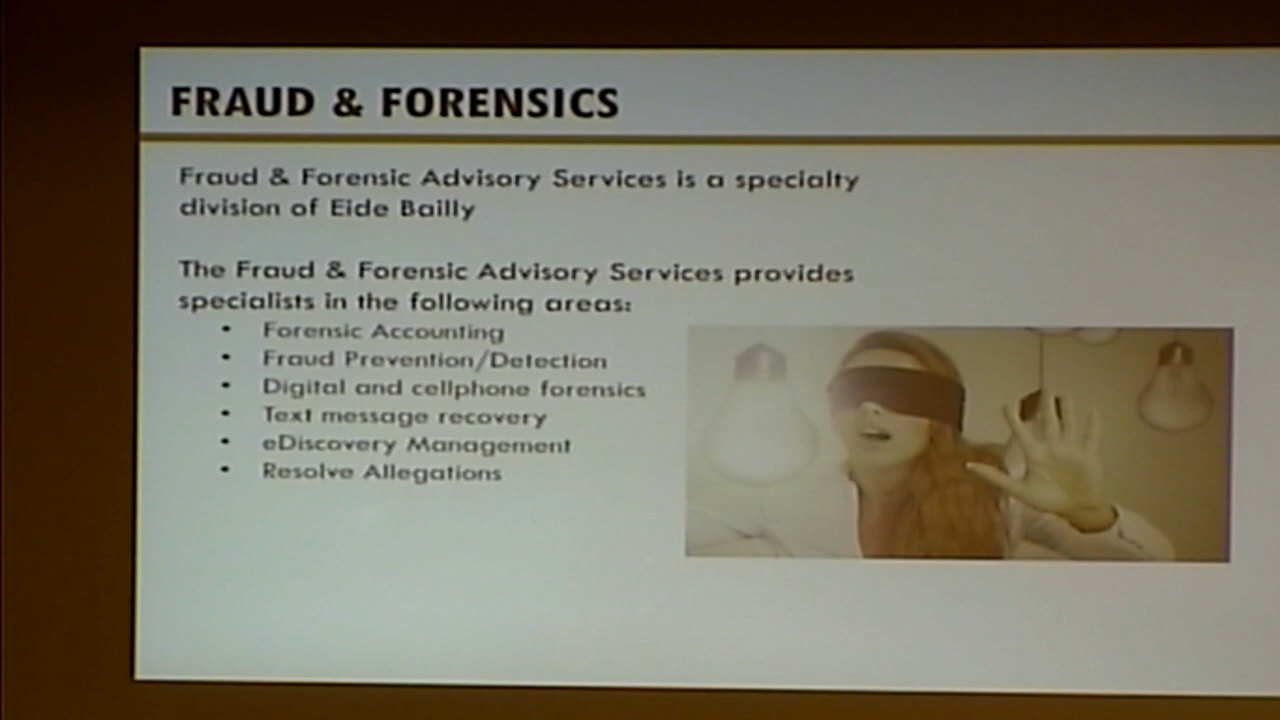 FRAUD & FORENSICS
Fraud & Forensic Advisory Services is a specialty
division of Eide Bailly
The Fraud & Forensic Advisory Services provides
specialists in the following areas:
• Forensic Accounting
• Fraud Prevention/Detection
• Digital and cellphone forensics
• Text message recovery
• eDiscovery Management
• Resolve Allegations